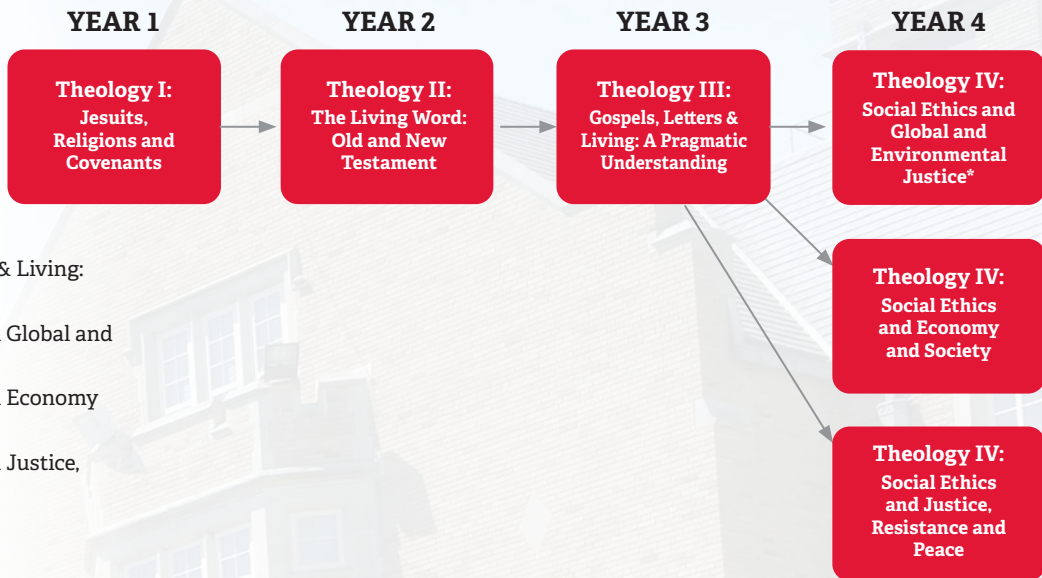 YEAR 1
YEAR 2
YEAR 3
YEAR 4
Theology I:
Jesuits,
Religions and
Covenants
Theology II:
The Living Word:
Old and New
Testament
Theology III:
Gospels, Letters &
Living: A Pragmatic
Understanding
Theology IV:
Social Ethics and
Global and
Environmental
Justice*
Theology IV:
Social Ethics
and Economy
and Society
Theology IV:
Social Ethics
and Justice,
Resistance and
Peace
& Living:
Global and
Economy
Justice,